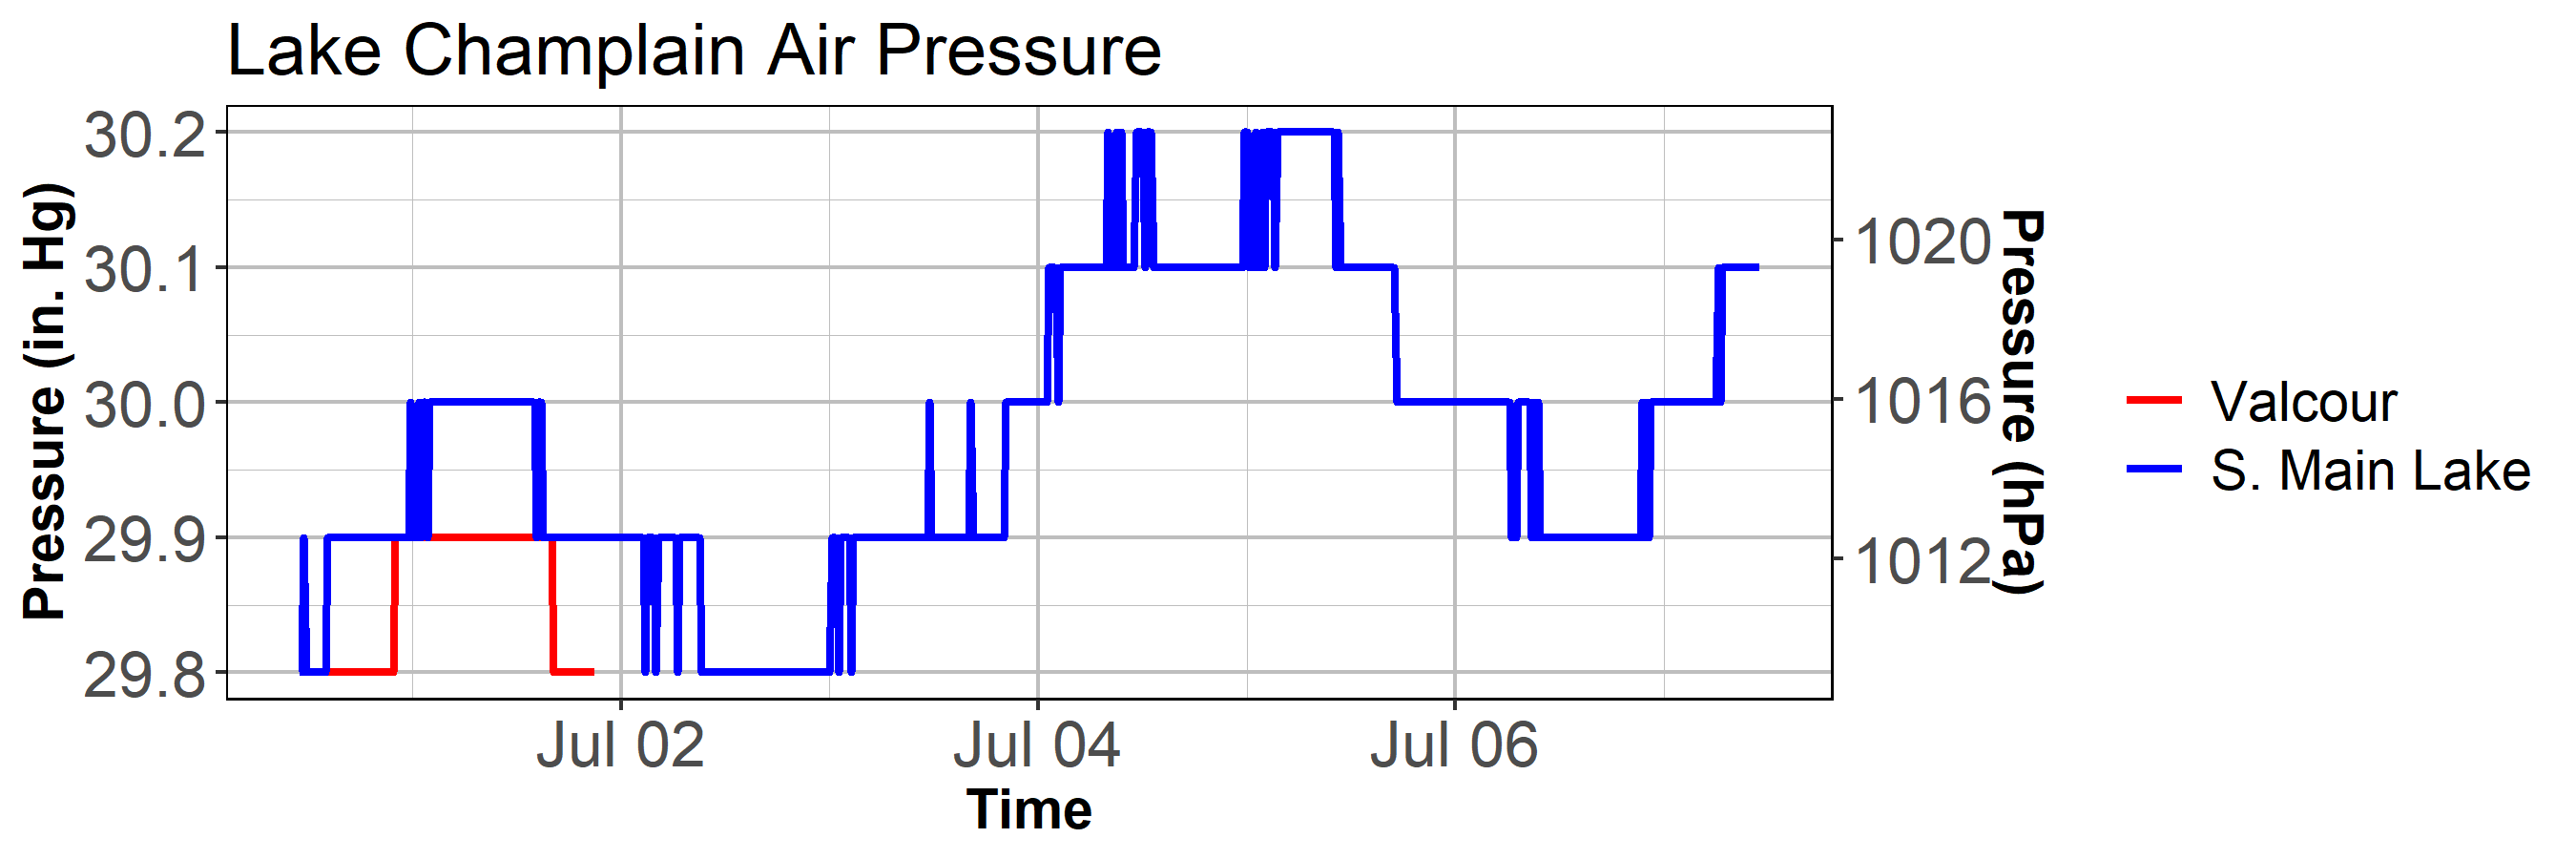 Lake Champlain Air Pressure
Pressure (in. Hg)
30.2
30.1
30.0
29.9
29.8
Jul 02
Jul 04
Jul 06
Time
1020
1016
1012
Pressure (hPa)
Valcour
S. Main Lake